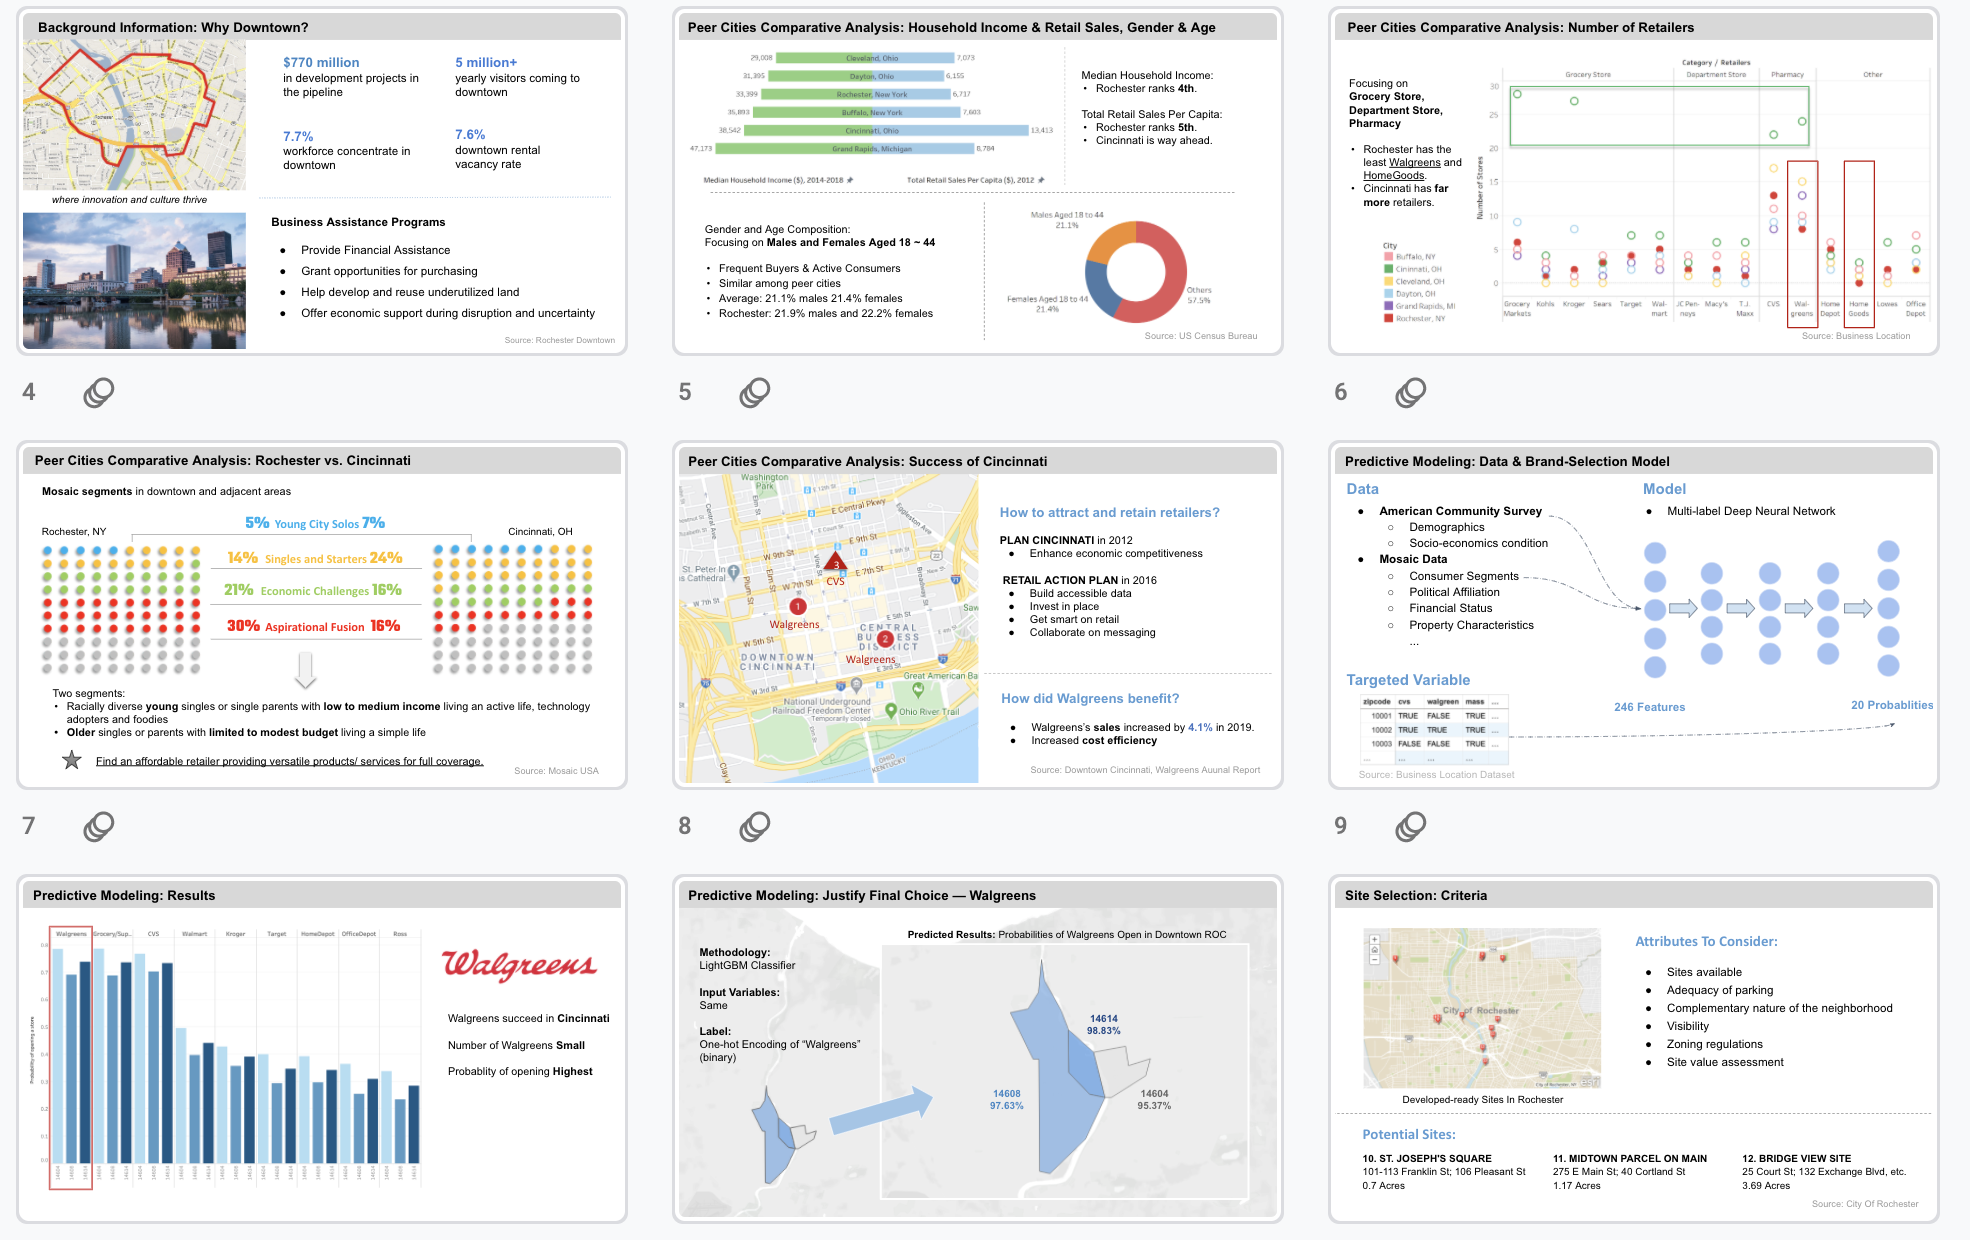 Background Information: Why Downtown?
$770 million
in development projects in
the pipeline
5 million+
yearly visitors coming to
downtown
7.7%
workforce concentrate in
downtown
7.6%
downtown rental
vacancy rate
where innovation and culture thrive
Business Assistance Programs
● Provide Financial Assistance
● Grant opportunities for purchasing
● Help develop and reuse underutilized land
● Offer economic support during disruption and uncertainty
Source: Rochester Downtown
4
Peer Cities Comparative Analysis: Household Income & Retail Sales, Gender & Age
29,008 Cleveland, Ohio 7,073
31,395 Dayton, Ohio 6,155
33,399 Rochester, New York 6,737
35,893 Buffalo, New York 7,603
38,542 Cincinnati, Ohio 13,413
47,173 Grand Rapids, Michigan 8,784
Median Household Income ($), 2014-2018
Total Retail Sales Per Capita ($), 2012
Median Household Income:
• Rochester ranks 4th.
Total Retail Sales Per Capita:
• Rochester ranks 5th.
• Cincinnati is way ahead.
Gender and Age Composition:
Focusing on Males and Females Aged 18 ~ 44
• Frequent Buyers & Active Consumers
• Similar among peer cities
• Average: 21.1% males 21.4% females
• Rochester: 21.9% males and 22.2% females
Males Aged 18 to 44
21.1%
Females Aged 18 to 44
21.4%
Others
57.5%
Source: US Census Bureau
5
Peer Cities Comparative Analysis: Number of Retailers
Focusing on
Grocery Store,
Department Store,
Pharmacy
• Rochester has the
least Walgreens and
HomeGoods.
• Cincinnati has far
more retailers.
City
Buffalo, NY
Cininnati, OH
Cleveland, OH
Dayton, OH
Grand Rapids, MI
Rochester, NY
Category / Retailers
Grocery Store
Department Store
Pharmacy
Other
Number of Stores
30
25
20
15
10
5
0
Grocery Markets
Kohls
Kroger
Sears
Target
Wal-mart
JC Pen-neys
Macy's
T.J. Maxx
CVS
Wal-greens
Home Depot
Home Goods
Lowes
Office Depot
Source: Business Location
6
Peer Cities Comparative Analysis: Rochester vs. Cincinnati
Mosaic segments in downtown and adjacent areas
Rochester, NY
Cincinnati, OH
5% Young City Solos 7%
14% Singles and Starters 24%
21% Economic Challenges 16%
30% Aspirational Fusion 16%
Two segments:
• Racially diverse young singles or single parents with low to medium income living an active life, technology
adopters and foodies
• Older singles or parents with limited to modest budget living a simple life
Find an affordable retailer providing versatile products/ services for full coverage.
Source: Mosaic USA
7
Peer Cities Comparative Analysis: Success of Cincinnati
Washington
Park
E 12th St
E Central Pkwy
Eggleston Ave
W 9th St
E 9th St
E 8th St
St. Peter In
s Cathedral
W 7th St
E 7th St
3
CVS
1
Walgreens
2
Walgreens
W 5th St
CENTRAL
BUSINESS
DISTRICT
DOWNTOWN
CINCINNATI
E 3rd St
W 3rd St
Great American Ba
National Underground
Railroad Freedom Center
Temporarily closed
Ohio River Trail
OHIO
KENTUCKY
How to attract and retain retailers?
PLAN CINCINNATI in 2012
● Enhance economic competitiveness
RETAIL ACTION PLAN in 2016
● Build accessible data
● Invest in place
● Get smart on retail
● Collaborate on messaging
How did Walgreens benefit?
● Walgreens's sales increased by 4.1% in 2019.
● Increased cost efficiency
Source: Downtown Cincinnati, Walgreens Auunal Report
8
Predictive Modeling: Data & Brand-Selection Model
Data
● American Community Survey
○ Demographics
○ Socio-economics condition
● Mosaic Data
○ Consumer Segments
○ Political Affiliation
○ Financial Status
○ Property Characteristics
...
Targeted Variable
zipcode cvs walgreen mass ...
10001 TRUE FALSE TRUE ...
10002 TRUE TRUE TRUE ...
10003 FALSE FALSE TRUE ...
Source: Business Location Dataset
Model
● Multi-label Deep Neural Network
246 Features
20 Probablities
9
Predictive Modeling: Results
Walgreens Grocery/Sup.. CVS Walmart Kroger Target HomeDepot OfficeDepot Ross
Probability of opening a store
0.8
0.7
0.6
0.5
0.4
0.3
0.2
0.1
0.0
Walgreens
Walgreens succeed in Cincinnati
Number of Walgreens Small
Probablity of opening Highest
Predictive Modeling: Justify Final Choice — Walgreens
Methodology:
LightGBM Classifier
Input Variables:
Same
Label:
One-hot Encoding of “Walgreens”
(binary)
Predicted Results: Probabilities of Walgreens Open in Downtown ROC
14614
98.83%
14608
97.63%
14604
95.37%
Site Selection: Criteria
City of Rochester
City of Rochester, NY
esri
Developed-ready Sites In Rochester
Attributes To Consider:
● Sites available
● Adequacy of parking
● Complementary nature of the neighborhood
● Visibility
● Zoning regulations
● Site value assessment
Potential Sites:
10. ST. JOSEPH'S SQUARE
101-113 Franklin St; 106 Pleasant St
0.7 Acres
11. MIDTOWN PARCEL ON MAIN
275 E Main St; 40 Cortland St
1.17 Acres
12. BRIDGE VIEW SITE
25 Court St; 132 Exchange Blvd, etc.
3.69 Acres
Source: City Of Rochester